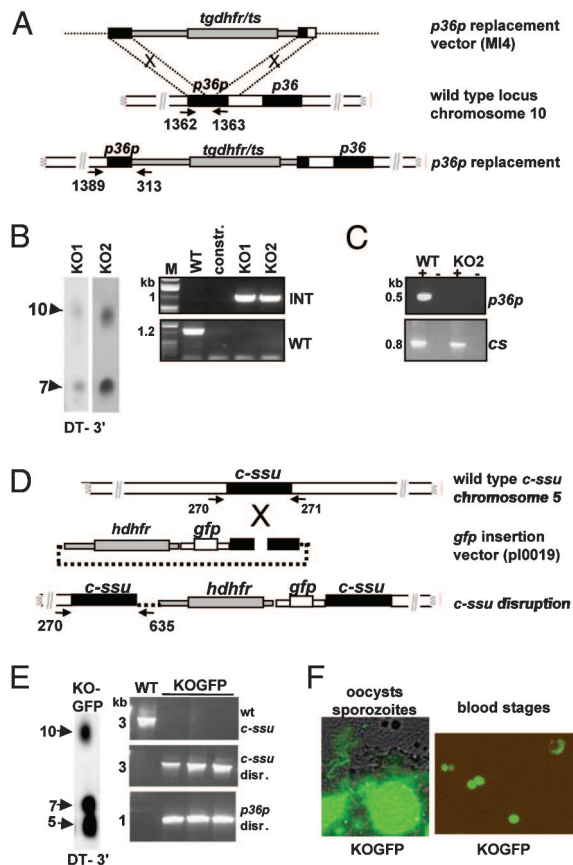 A
tgdhfr/ts
p36p replacement
vector (MI4)
X X
p36p p36
wild type locus
chromosome 10
1362 1363
p36p tgdhfr/ts p36
p36p replacement
1389 313
B
KO1 KO2
10
7
DT- 3'
kb M WT constr. KO1 KO2
1 INT
1.2 WT
C
WT KO2
kb + - + -
0.5 p36p
0.8 cs
D
c-ssu
wild type c-ssu
chromosome 5
270 271
X
hdhfr gfp
gfp insertion
vector (pl0019)
c-ssu hdhfr gfp c-ssu
c-ssu disruption
270 635
E
KO-
GFP
10
7
5
DT- 3'
kb WT KOGFP
3 wt
c-ssu
3 c-ssu
disr.
1 p36p
disr.
F
oocysts
sporozoites
blood stages
KOGFP KOGFP